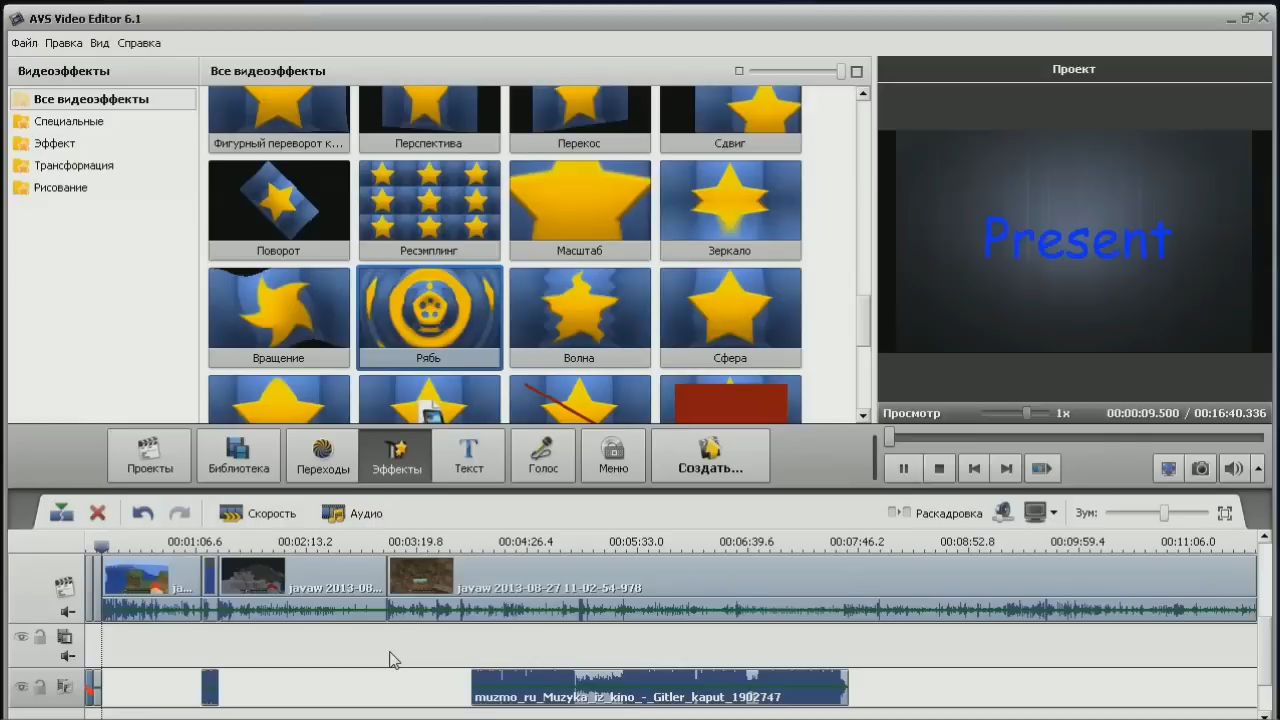 AVS Video Editor 6.1
Файл Правка Вид Справка
Видеоэффекты
Все видеоэффекты
Проект
Все видеоэффекты
Специальные
Эффект
Трансформация
Рисование
Фигурный переворот к...
Перспектива
Перекос
Сдвиг
Поворот
Ресэмплинг
Масштаб
Зеркало
Вращение
Рябь
Волна
Сфера
Present
Просмотр 1x 00:00:09.500 / 00:16:40.336
Проекты
Библиотека
Переходы
Эффекты
Текст
Голос
Меню
Создать...
Скорость
Аудио
Раскадровка
Зум:
00:01:06.6 00:02:13.2 00:03:19.8 00:04:26.4 00:05:33.0 00:06:39.6 00:07:46.2 00:08:52.8 00:09:59.4 00:11:06.0
ja...
javaw 2013-08...
javaw 2013-08-27 11-02-54-978
muzmo_ru_Muzyka_iz_kino_-_Gitler_kaput_1902747